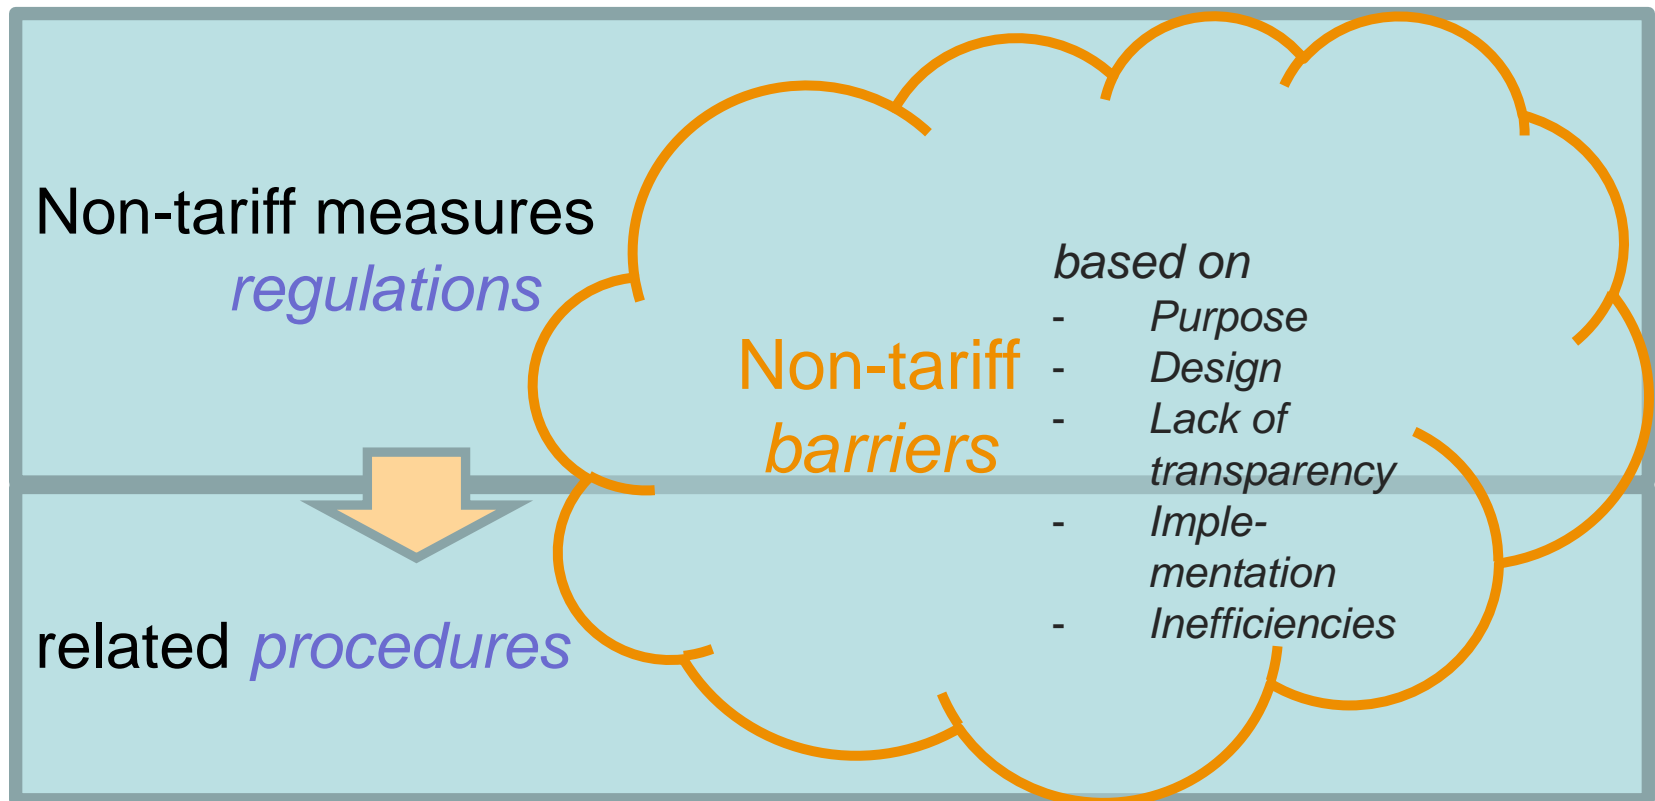 Non-tariff measures
regulations
related procedures
Non-tariff
barriers
based on
- Purpose
- Design
- Lack of
transparency
- Imple-
mentation
- Inefficiencies